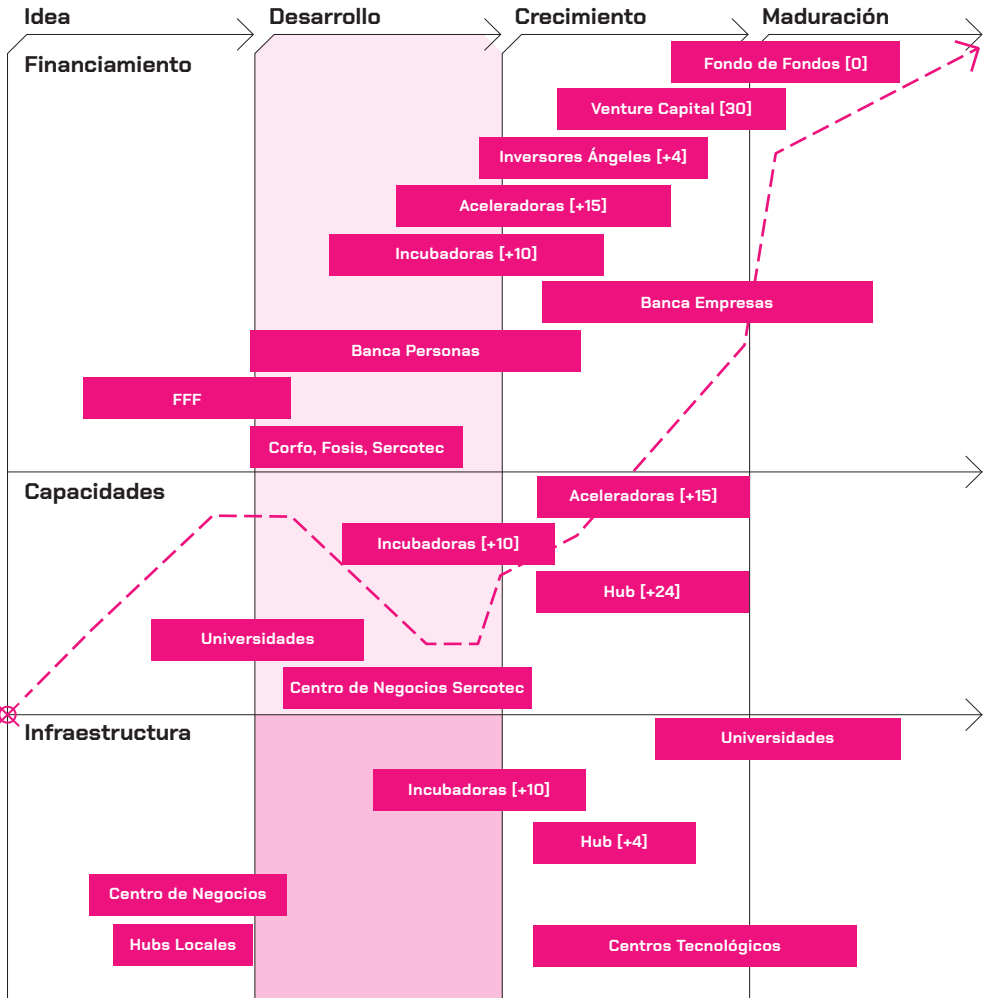 Idea
Desarrollo
Crecimiento
Maduración
Financiamiento
Fondo de Fondos [0]
Venture Capital [30]
Inversores Ángeles [+4]
Aceleradoras [+15]
Incubadoras [+10]
Banca Empresas
Banca Personas
FFF
Corfo, Fosis, Sercotec
Capacidades
Aceleradoras [+15]
Incubadoras [+10]
Hub [+24]
Universidades
Centro de Negocios Sercotec
Infraestructura
Universidades
Incubadoras [+10]
Hub [+4]
Centro de Negocios
Hubs Locales
Centros Tecnológicos